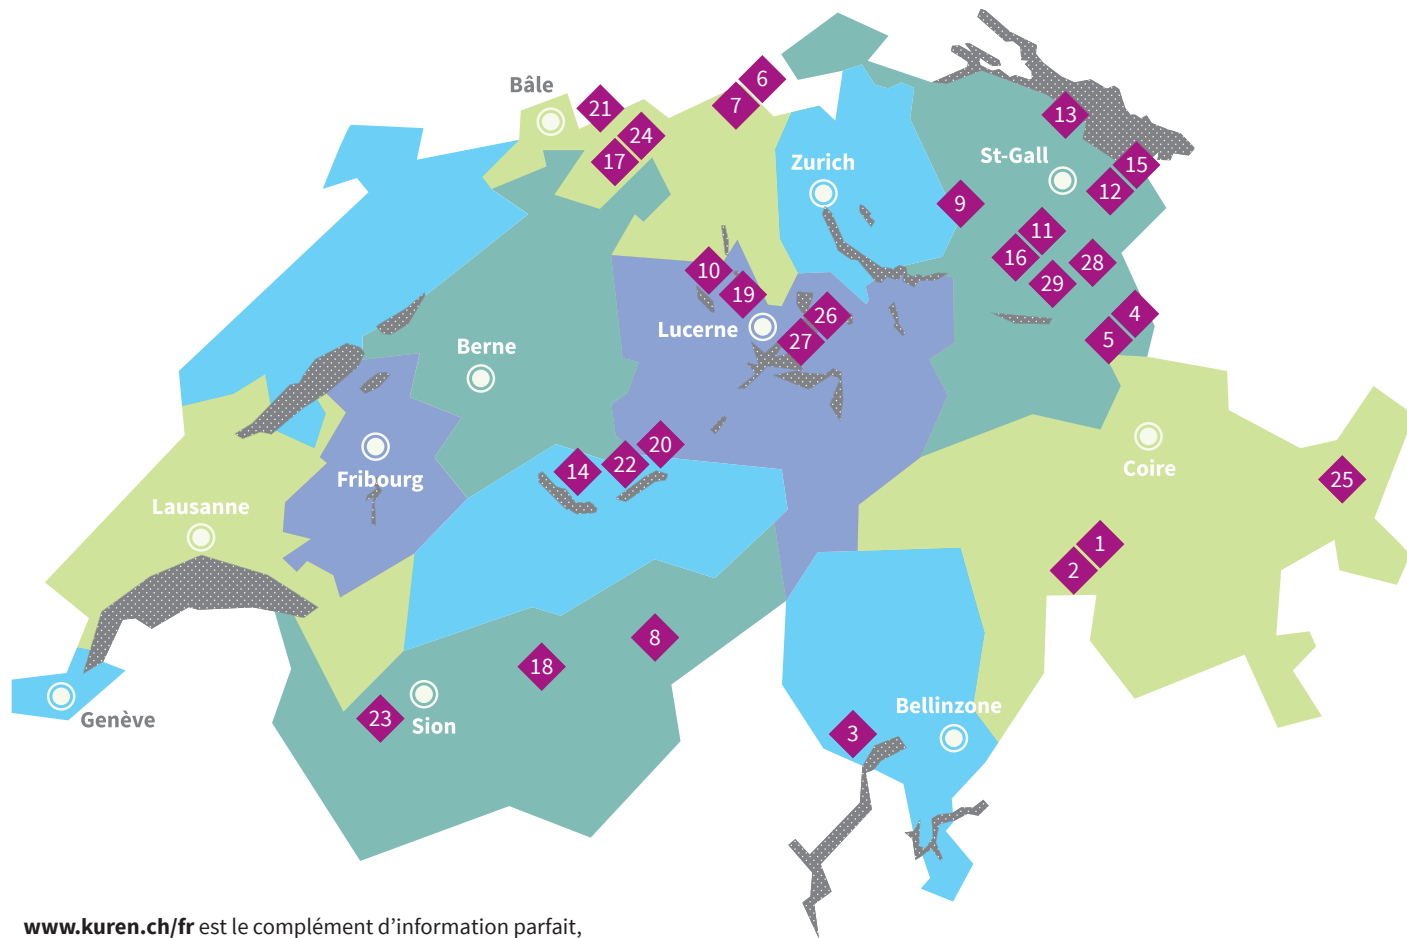 6
Bâle
21
7
13
24
St-Gall
15
Zurich
17
12
9
11
28
16
10
29
19
4
26
Lucerne
27
5
Berne
20
14
22
Coire
Fribourg
25
Lausanne
1
2
8
18
Bellinzone
23
Genève
Sion
3
www.kuren.ch/fr est le complément d’information parfait,